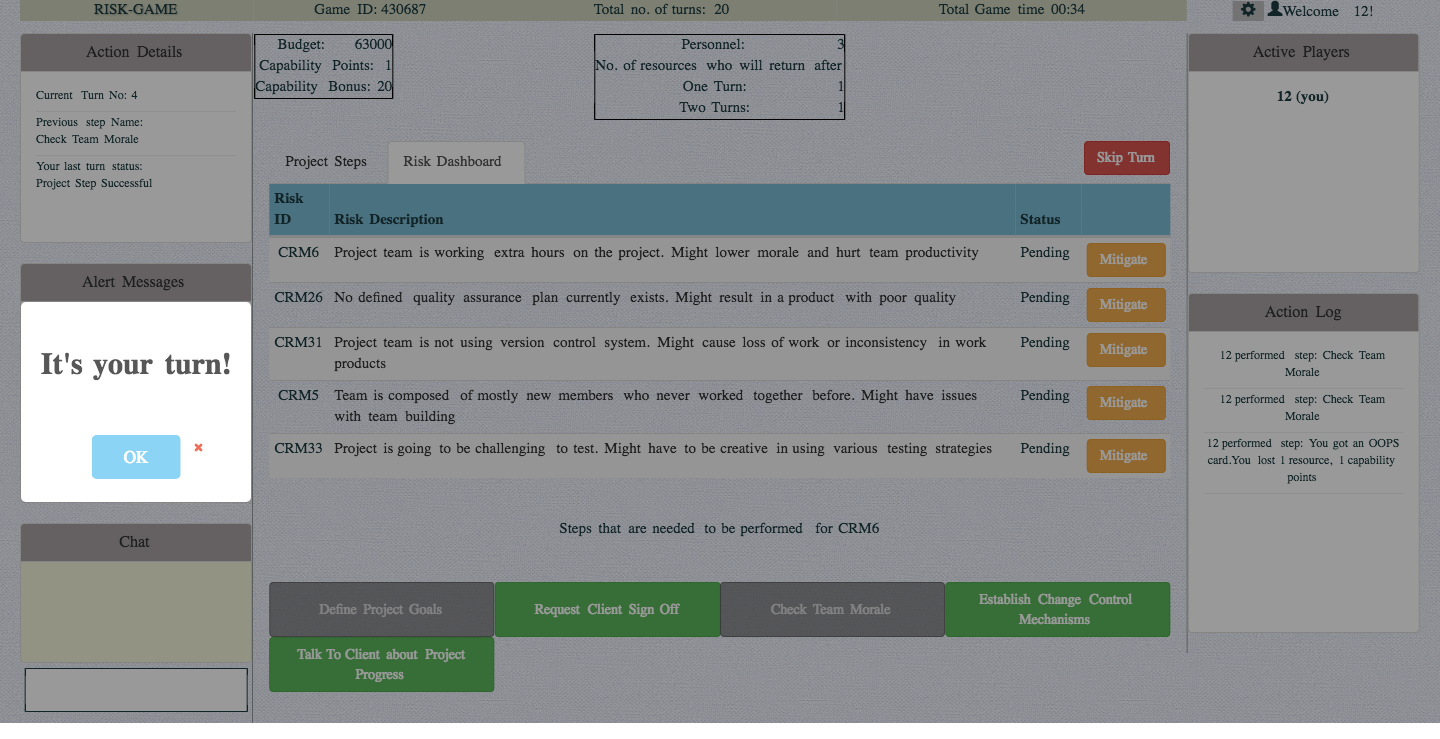 RISK-GAME
Game ID: 430687
Total no. of turns: 20
Total Game time 00:34
Welcome 12!
Action Details
Current Turn No: 4
Previous step Name:
Check Team Morale
Your last turn status:
Project Step Successful
Alert Messages
It's your turn!
OK
Chat
Budget: 63000
Capability Points: 1
Capability Bonus: 20
Personnel: 3
No. of resources who will return after
One Turn: 1
Two Turns: 1
Project Steps
Risk Dashboard
Skip Turn
Risk
ID
Risk Description
Status
CRM6 Project team is working extra hours on the project. Might lower morale and hurt team productivity Pending Mitigate
CRM26 No defined quality assurance plan currently exists. Might result in a product with poor quality Pending Mitigate
CRM31 Project team is not using version control system. Might cause loss of work or inconsistency in work Pending Mitigate
products
CRM5 Team is composed of mostly new members who never worked together before. Might have issues Pending Mitigate
with team building
CRM33 Project is going to be challenging to test. Might have to be creative in using various testing strategies Pending Mitigate
Steps that are needed to be performed for CRM6
Define Project Goals
Request Client Sign Off
Check Team Morale
Establish Change Control
Mechanisms
Talk To Client about Project
Progress
Active Players
12 (you)
Action Log
12 performed step: Check Team
Morale
12 performed step: Check Team
Morale
12 performed step: You got an OOPS
card.You lost 1 resource, 1 capability
points